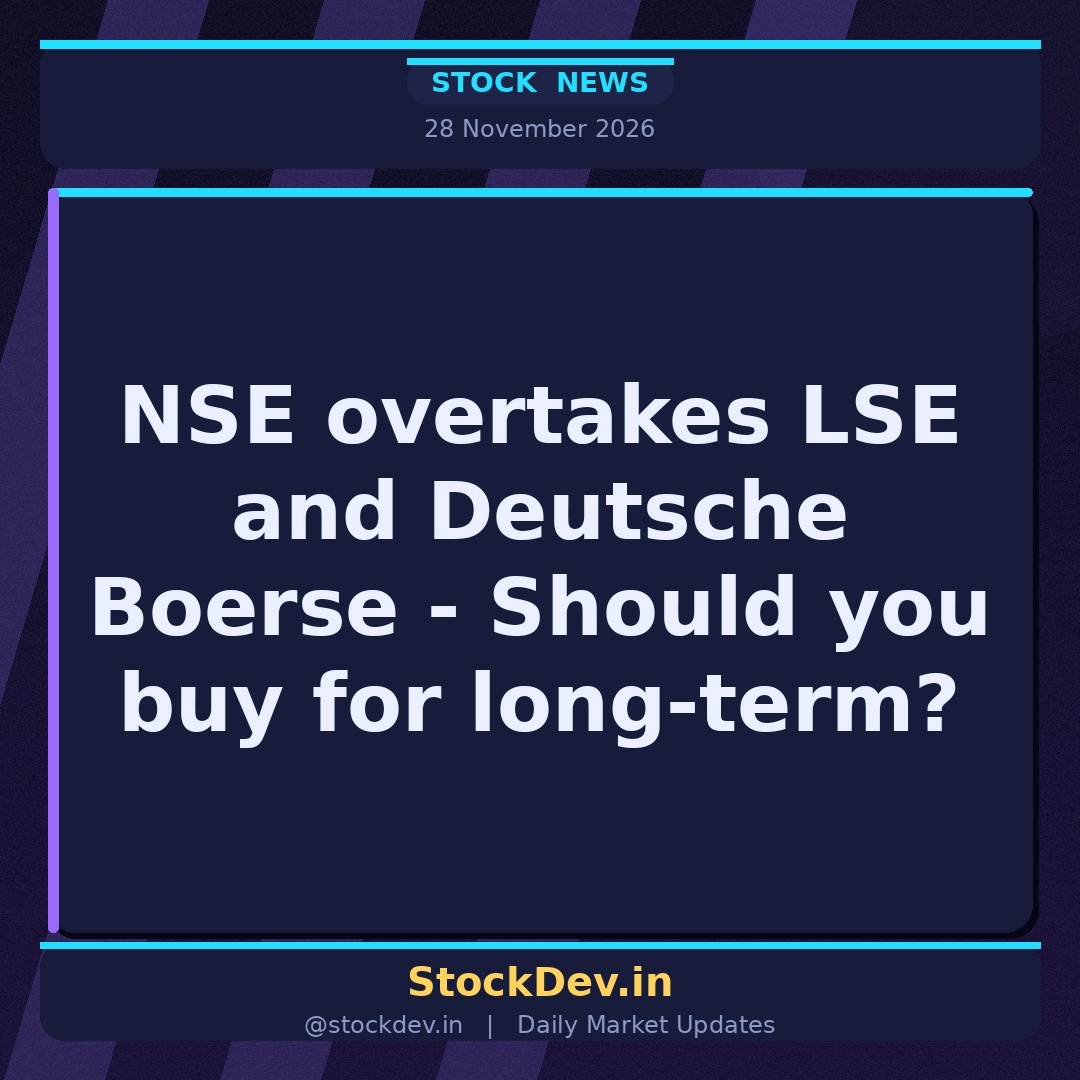 STOCK NEWS
28 November 2026
NSE overtakes LSE
and Deutsche
Boerse - Should you
buy for long-term?
StockDev.in
@stockdev.in | Daily Market Updates